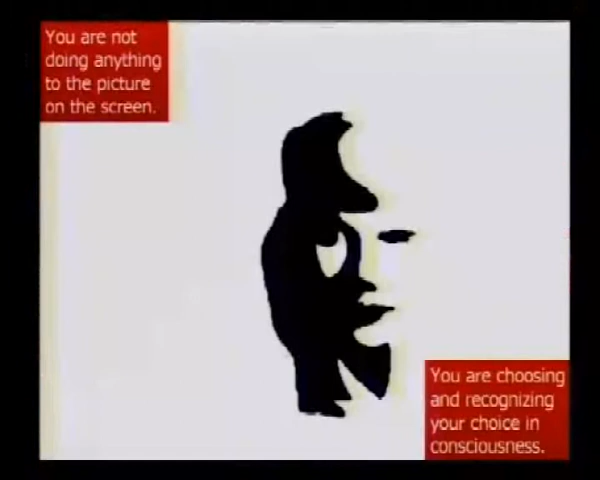 You are not
doing anything
to the picture
on the screen.
You are choosing
and recognizing
your choice in
consciousness.